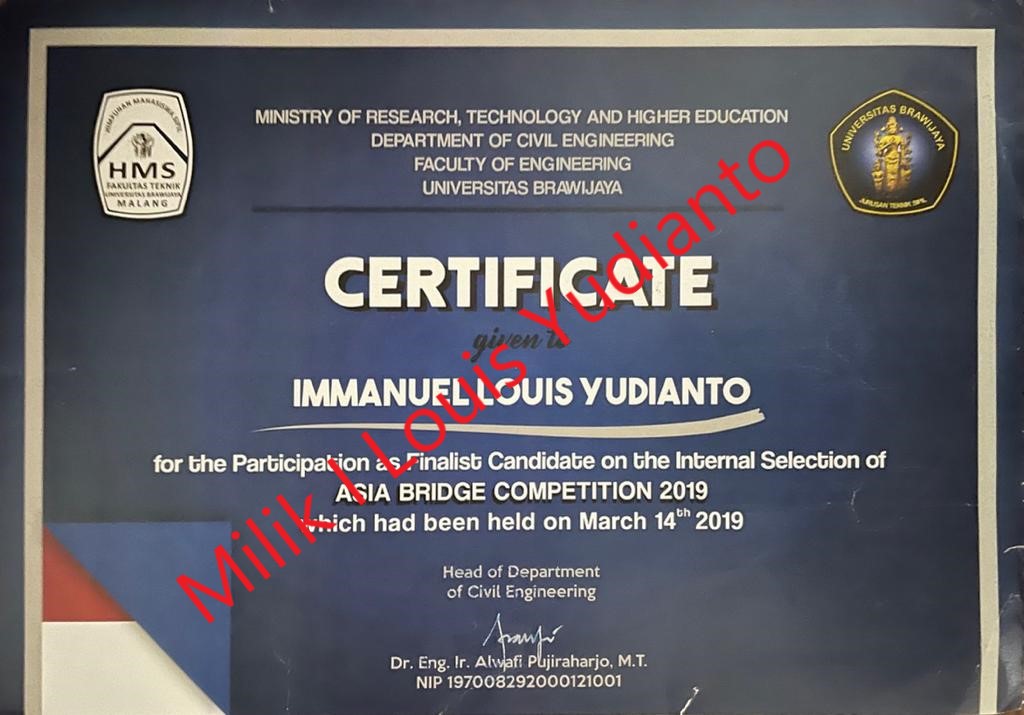 HIMPUNAN MAHASISWA SIPIL
HMS
FAKULTAS TEKNIK
UNIVERSITAS BRAWIJAYA
MALANG
MINISTRY OF RESEARCH, TECHNOLOGY AND HIGHER EDUCATION
DEPARTMENT OF CIVIL ENGINEERING
FACULTY OF ENGINEERING
UNIVERSITAS BRAWIJAYA
UNIVERSITAS BRAWIJAYA
JURUSAN TEKNIK SIPIL
CERTIFICATE
given to
IMMANUEL LOUIS YUDIANTO
for the Participation as Finalist Candidate on the Internal Selection of
ASIA BRIDGE COMPETITION 2019
which had been held on March 14th 2019
Head of Department
of Civil Engineering
Dr. Eng. Ir. Alwafi Pujiraharjo, M.T.
NIP 197008292000121001
Milik I Louis Yudianto